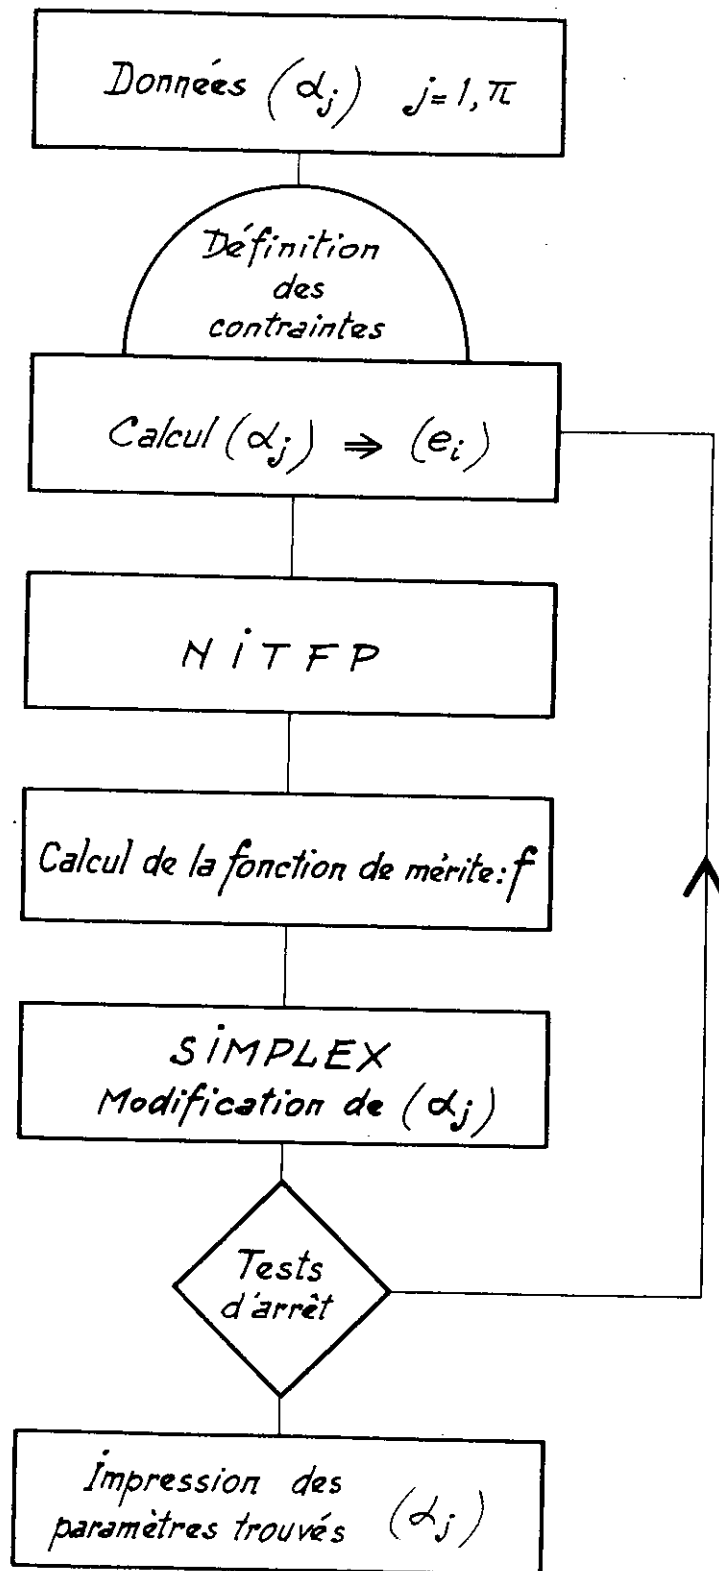 Données (αj) j=1,π
Définition
des
contraintes
Calcul (αj) ⇒ (ei)
NiTFP
Calcul de la fonction de mérite: f
SiMPLEX
Modification de (αj)
Tests
d'arrêt
Impression des
paramètres trouvés (αj)